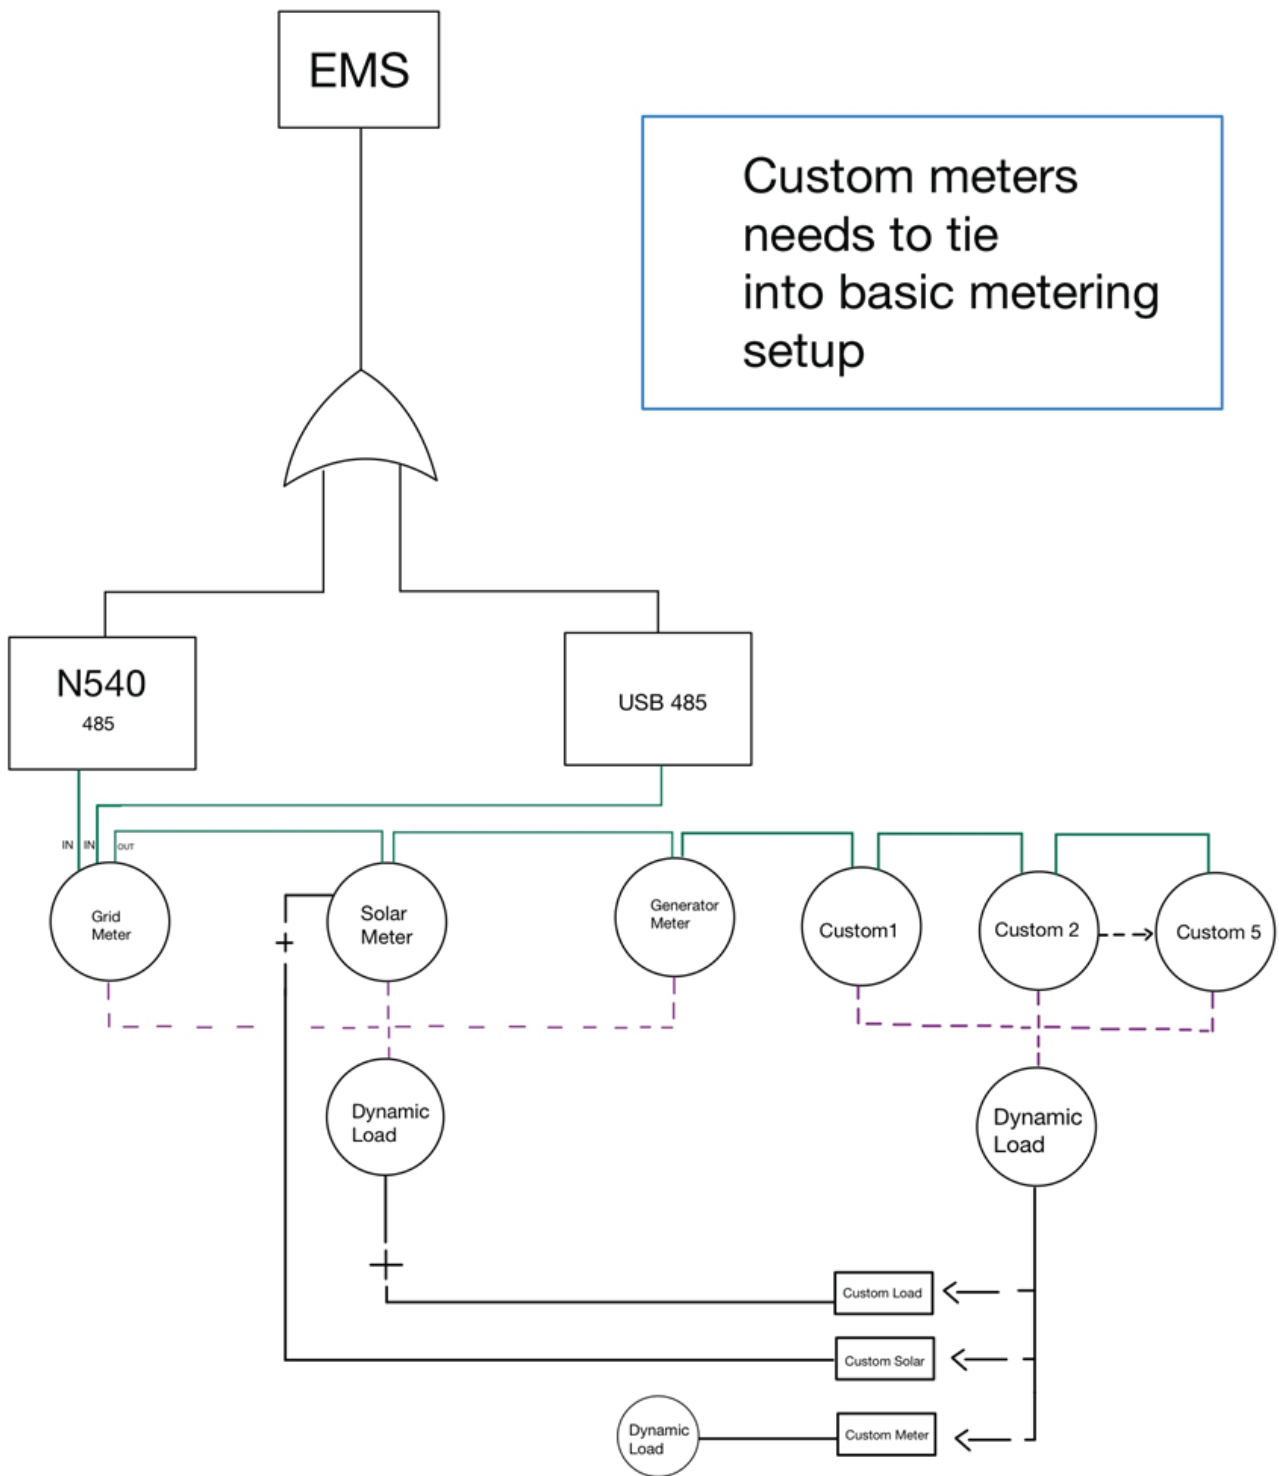 EMS
Custom meters
needs to tie
into basic metering
setup
N540
485
USB 485
IN
IN
OUT
Grid
Meter
Solar
Meter
Generator
Meter
Custom1
Custom 2
Custom 5
+
Dynamic
Load
Dynamic
Load
+
Custom Load
Custom Solar
Dynamic
Load
Custom Meter